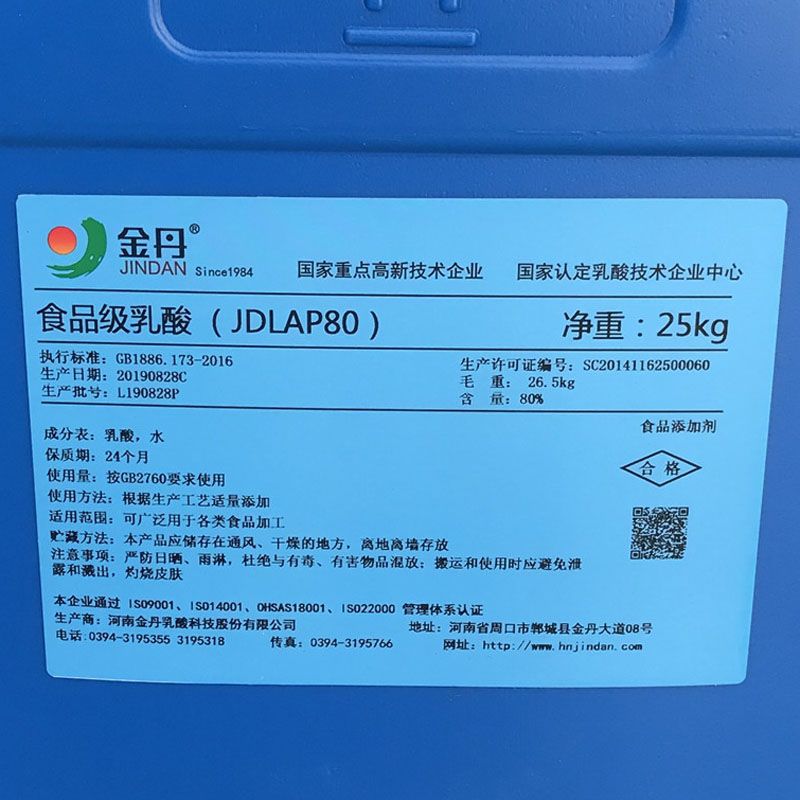 金丹®
JINDAN Since1984 国家重点高新技术企业 国家认定乳酸技术企业中心
食品级乳酸（JDLAP80） 净重：25kg
执行标准：GB1886.173-2016 生产许可证编号：SC20141162500060
生产日期：20190828C 毛 重： 26.5kg
生产批号：L190828P 含 量：80%
成分表：乳酸，水 食品添加剂
保质期：24个月
合格
使用量：按GB2760要求使用
使用方法：根据生产工艺适量添加
适用范围：可广泛用于各类食品加工
贮藏方法：本产品应储存在通风、干燥的地方，离地离墙存放
注意事项：严防日晒、雨淋，杜绝与有毒、有害物品混放；搬运和使用时应避免泄
露和溅出，灼烧皮肤
本企业通过 ISO9001、ISO14001、OHSAS18001、ISO22000 管理体系认证
生产商：河南金丹乳酸科技股份有限公司 地址：河南省周口市郸城县金丹大道08号
电话：0394-3195355 3195318 传真：0394-3195766 网址：http://www.hnjindan.com